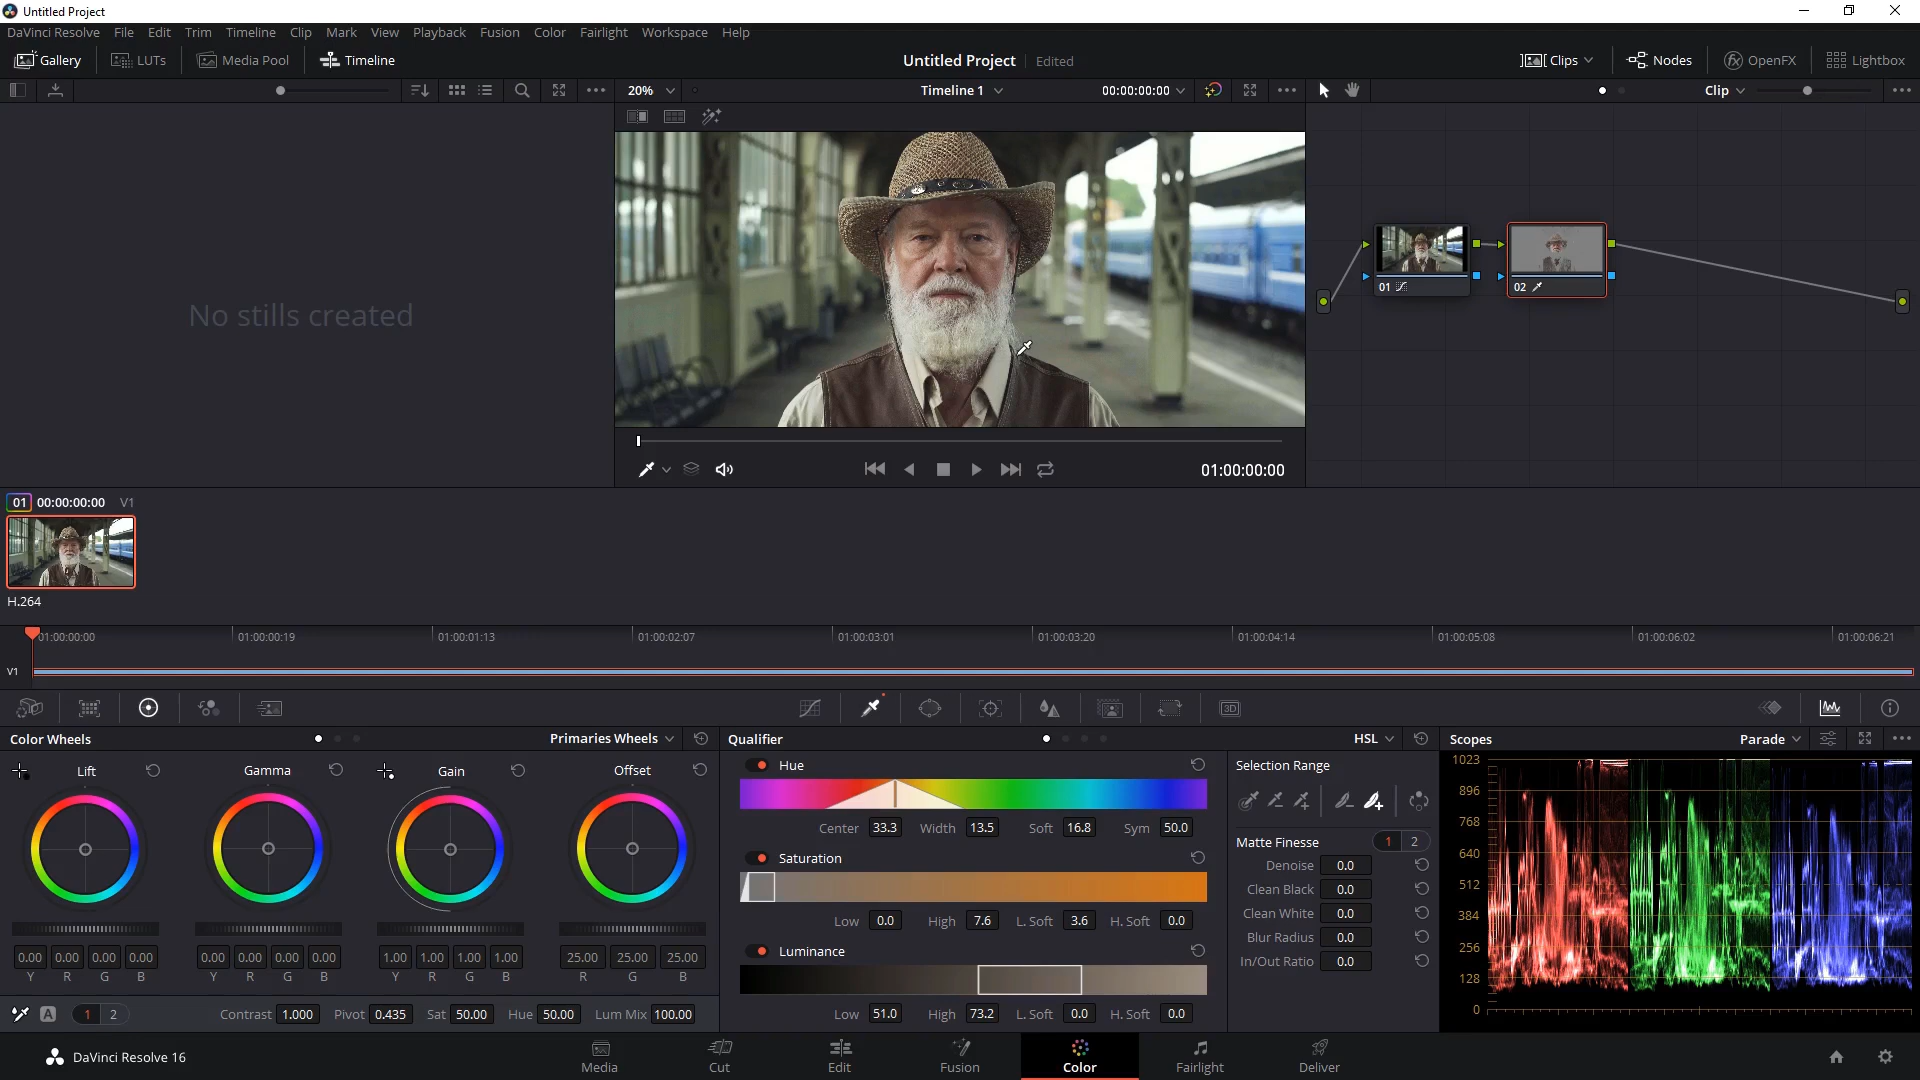 Untitled Project
DaVinci Resolve File Edit Trim Timeline Clip Mark View Playback Fusion Color Fairlight Workspace Help
Gallery LUTs Media Pool Timeline Untitled Project Edited Clips Nodes OpenFX Lightbox
20% Timeline 1 00:00:00:00 Clip
No stills created
01 02
01:00:00:00
01 00:00:00:00 V1
H.264
01:00:00:00 01:00:00:19 01:00:01:13 01:00:02:07 01:00:03:01 01:00:03:20 01:00:04:14 01:00:05:08 01:00:06:02 01:00:06:21
V1
3D
Color Wheels Primaries Wheels Qualifier HSL Scopes Parade
Lift Gamma Gain Offset
0.00 0.00 0.00 0.00 0.00 0.00 0.00 0.00 1.00 1.00 1.00 1.00 25.00 25.00 25.00
Y R G B Y R G B Y R G B R G B
A 1 2 Contrast 1.000 Pivot 0.435 Sat 50.00 Hue 50.00 Lum Mix 100.00
Hue
Center 33.3 Width 13.5 Soft 16.8 Sym 50.0
Saturation
Low 0.0 High 7.6 L. Soft 3.6 H. Soft 0.0
Luminance
Low 51.0 High 73.2 L. Soft 0.0 H. Soft 0.0
Selection Range
Matte Finesse 1 2
Denoise 0.0
Clean Black 0.0
Clean White 0.0
Blur Radius 0.0
In/Out Ratio 0.0
1023
896
768
640
512
384
256
128
0
DaVinci Resolve 16 Media Cut Edit Fusion Color Fairlight Deliver